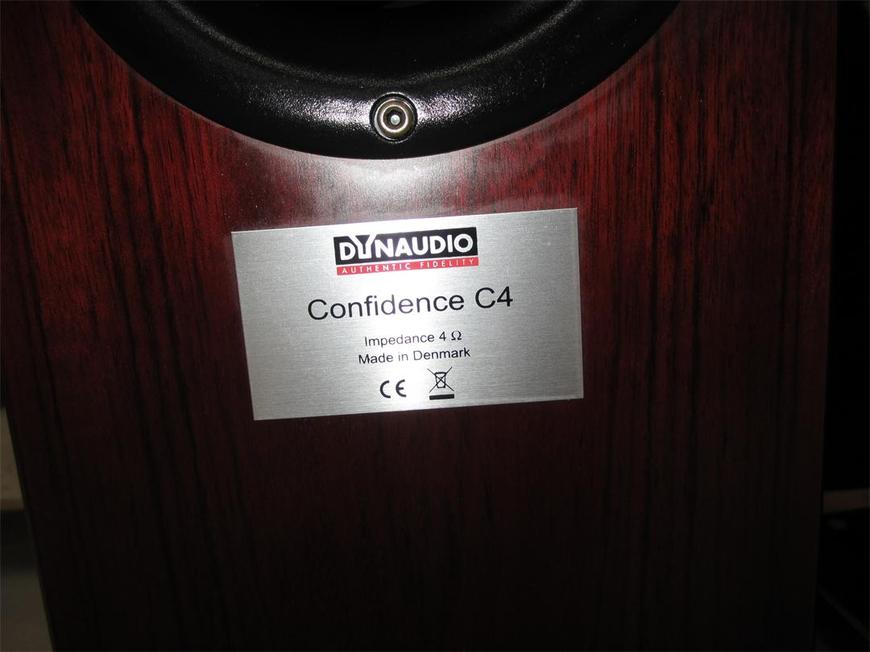 DYNAUDIO
AUTHENTIC FIDELITY
Confidence C4
Impedance 4 Ω
Made in Denmark
CE